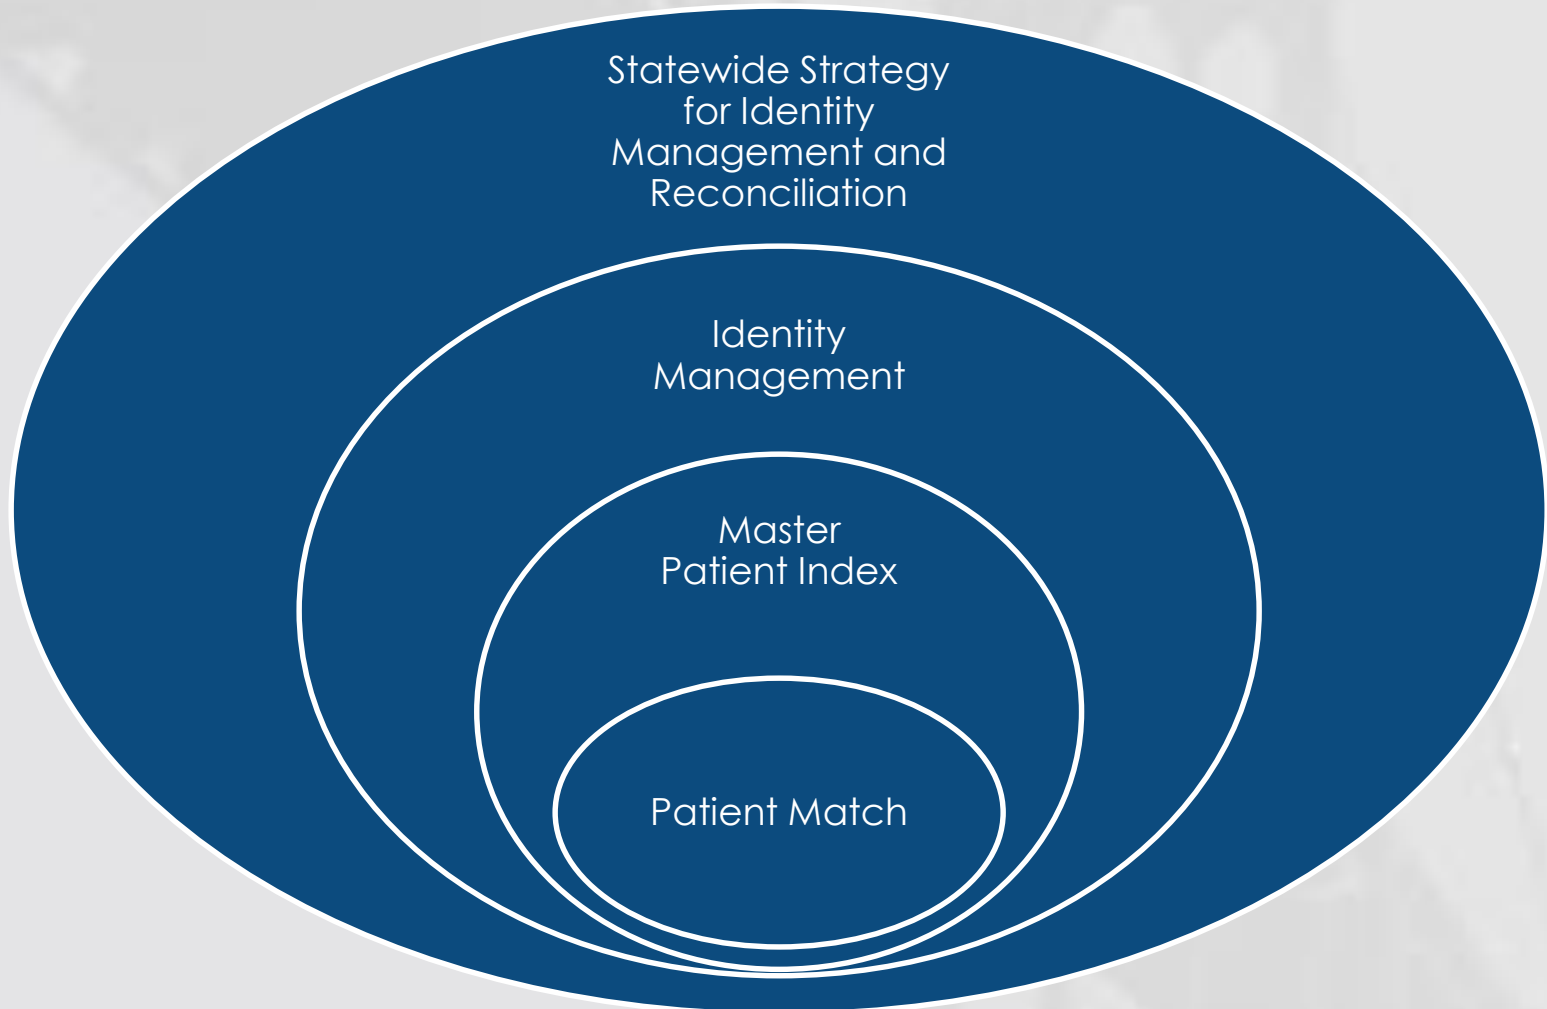 Statewide Strategy
for Identity
Management and
Reconciliation
Identity
Management
Master
Patient Index
Patient Match